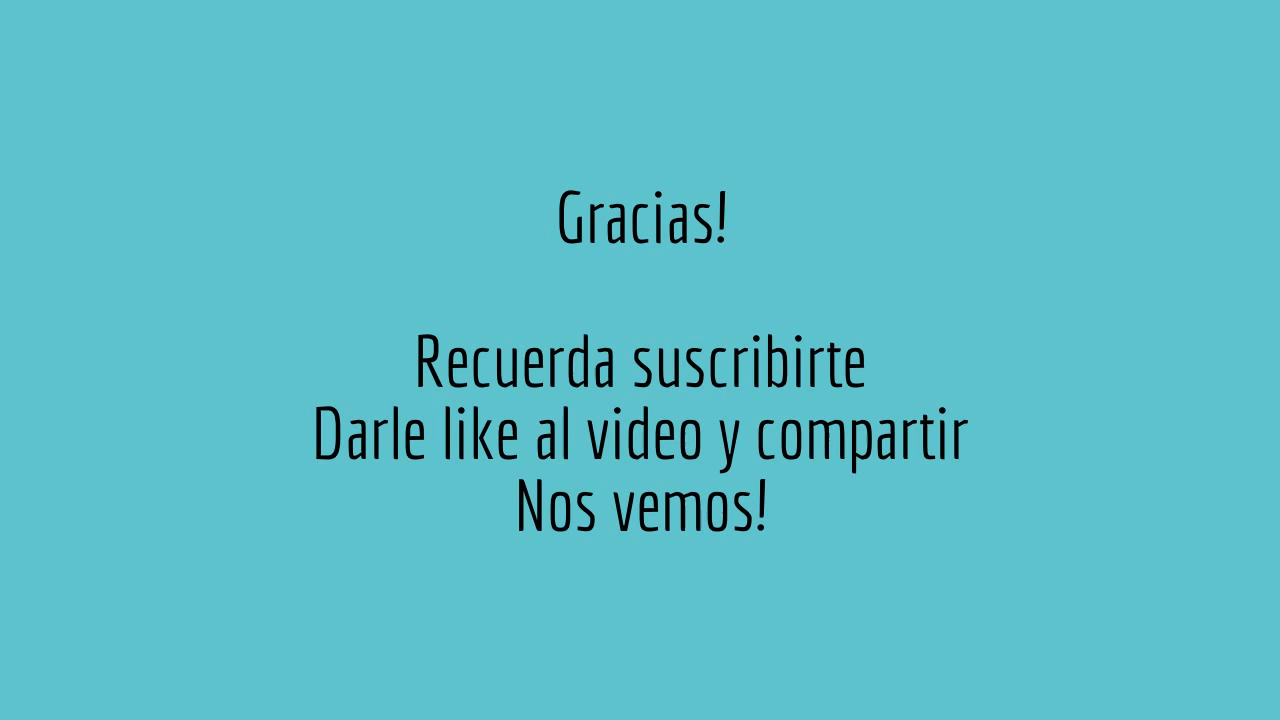 Gracias!
Recuerda suscribirte
Darle like al video y compartir
Nos vemos!